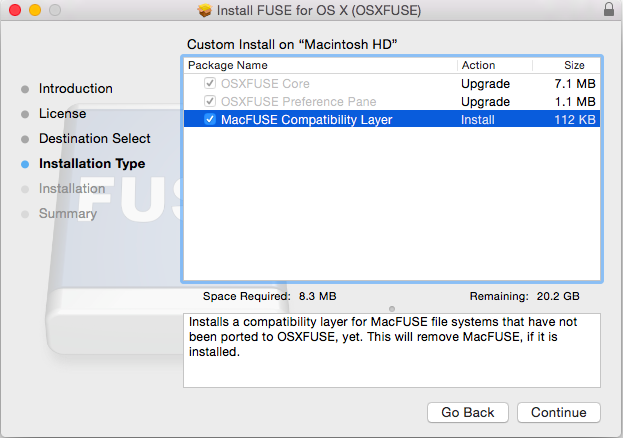 Install FUSE for OS X (OSXFUSE)
Custom Install on “Macintosh HD”
Introduction
License
Destination Select
Installation Type
Installation
Summary
FUS
Package Name Action Size
OSXFUSE Core Upgrade 7.1 MB
OSXFUSE Preference Pane Upgrade 1.1 MB
MacFUSE Compatibility Layer Install 112 KB
Space Required: 8.3 MB Remaining: 20.2 GB
Installs a compatibility layer for MacFUSE file systems that have not
been ported to OSXFUSE, yet. This will remove MacFUSE, if it is
installed.
Go Back Continue